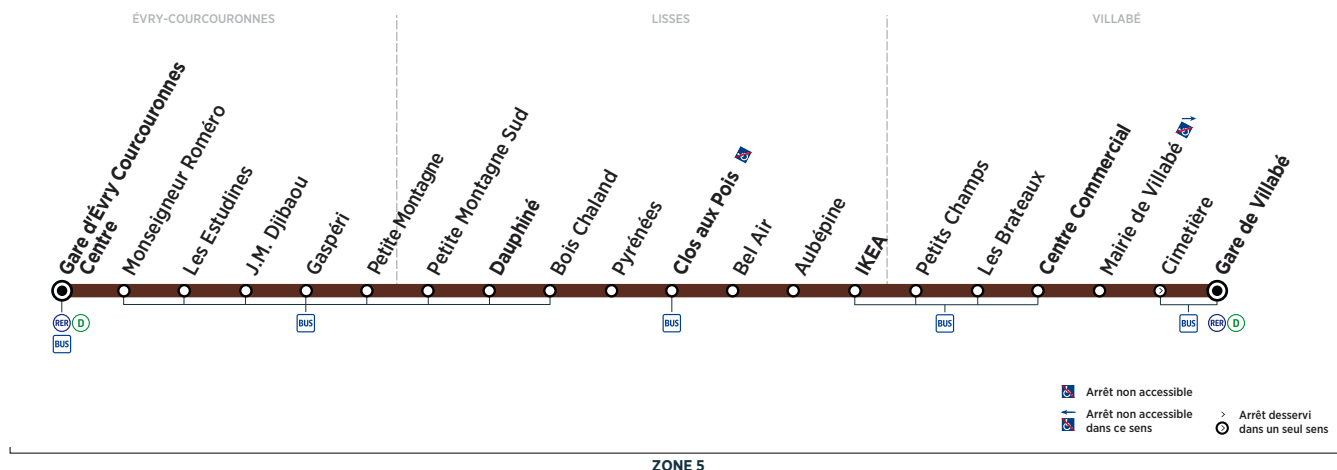 ÉVRY-COURCOURONNES
LISSES
VILLABÉ
Gare d'Évry Courcouronnes
Centre
Monseigneur Roméro
Les Estudines
J.M. Djibaou
Gaspéri
Petite Montagne
Petite Montagne Sud
Dauphiné
Bois Chaland
Pyrénées
Clos aux Pois
Bel Air
Aubépine
IKEA
Petits Champs
Les Brateaux
Centre Commercial
Mairie de Villabé
Cimetière
Gare de Villabé
RER D
BUS
BUS
BUS
BUS
BUS
RER D
Arrêt non accessible
Arrêt non accessible
dans ce sens
Arrêt desservi
dans un seul sens
ZONE 5